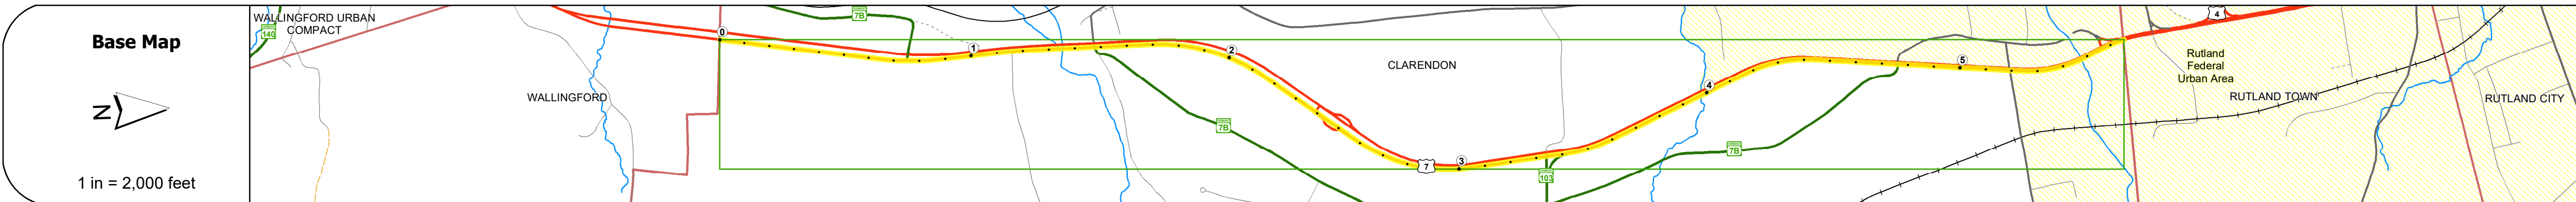 Base Map
N
1 in = 2,000 feet
WALLINGFORD URBAN
COMPACT
140
WALLINGFORD
0
7B
1
2
7B
CLARENDON
7
3
103
4
7B
5
4
Rutland
Federal
Urban Area
RUTLAND TOWN
RUTLAND CITY